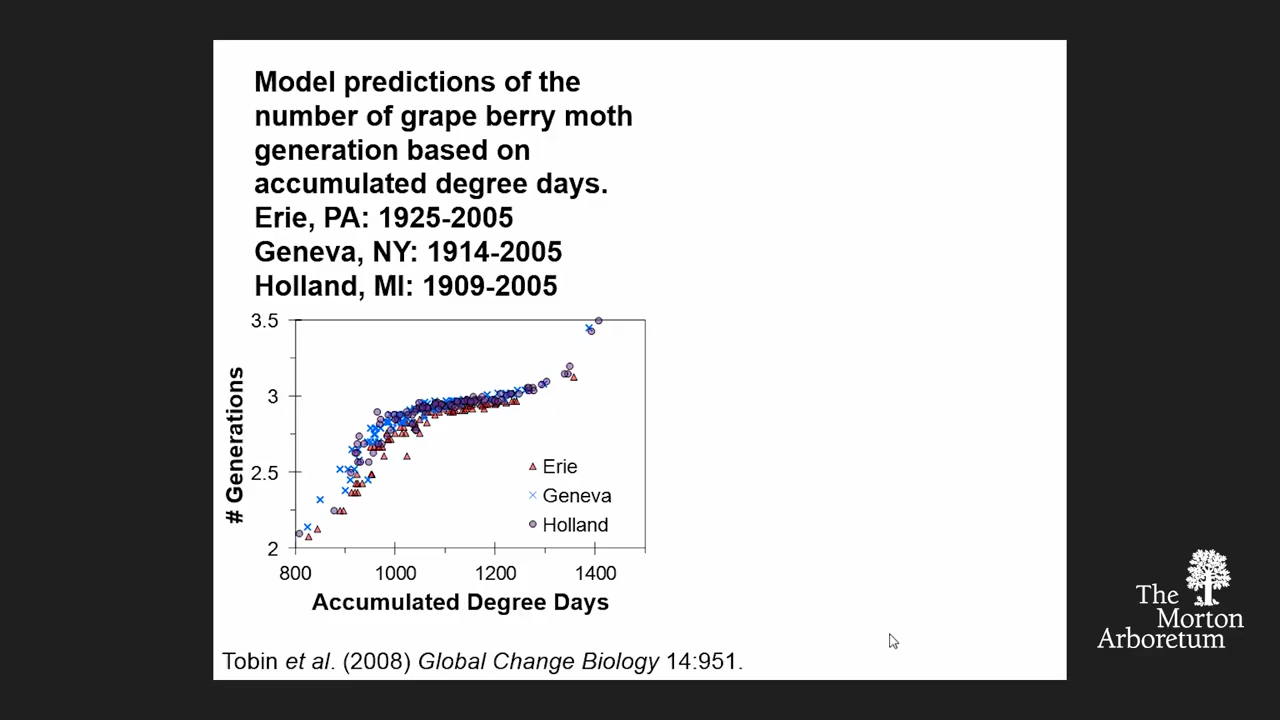 Model predictions of the
number of grape berry moth
generation based on
accumulated degree days.
Erie, PA: 1925-2005
Geneva, NY: 1914-2005
Holland, MI: 1909-2005
3.5
3
2.5
2
# Generations
Erie
Geneva
Holland
800 1000 1200 1400
Accumulated Degree Days
Tobin et al. (2008) Global Change Biology 14:951.
The
Morton
Arboretum